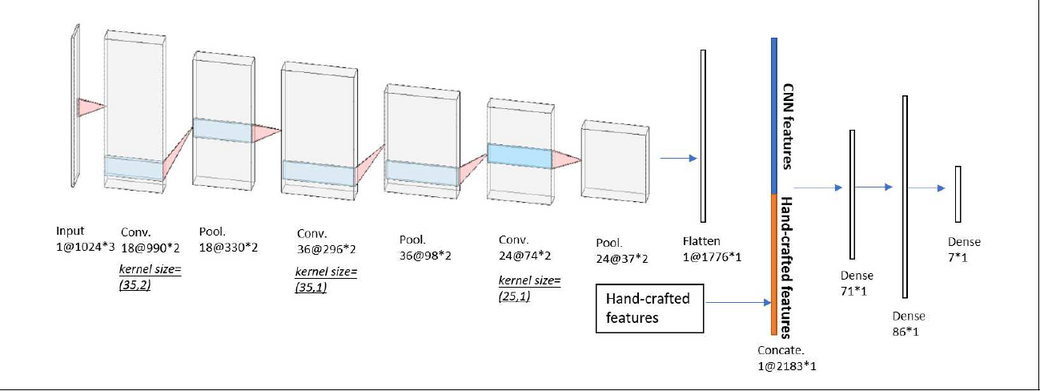 Input
1@1024*3
Conv.
18@990*2
kernel size=
(35,2)
Pool.
18@330*2
Conv.
36@296*2
kernel size=
(35,1)
Pool.
36@98*2
Conv.
24@74*2
kernel size=
(25,1)
Pool.
24@37*2
Flatten
1@1776*1
Hand-crafted
features
CNN features
Hand-crafted features
Concate.
1@2183*1
Dense
71*1
Dense
86*1
Dense
7*1